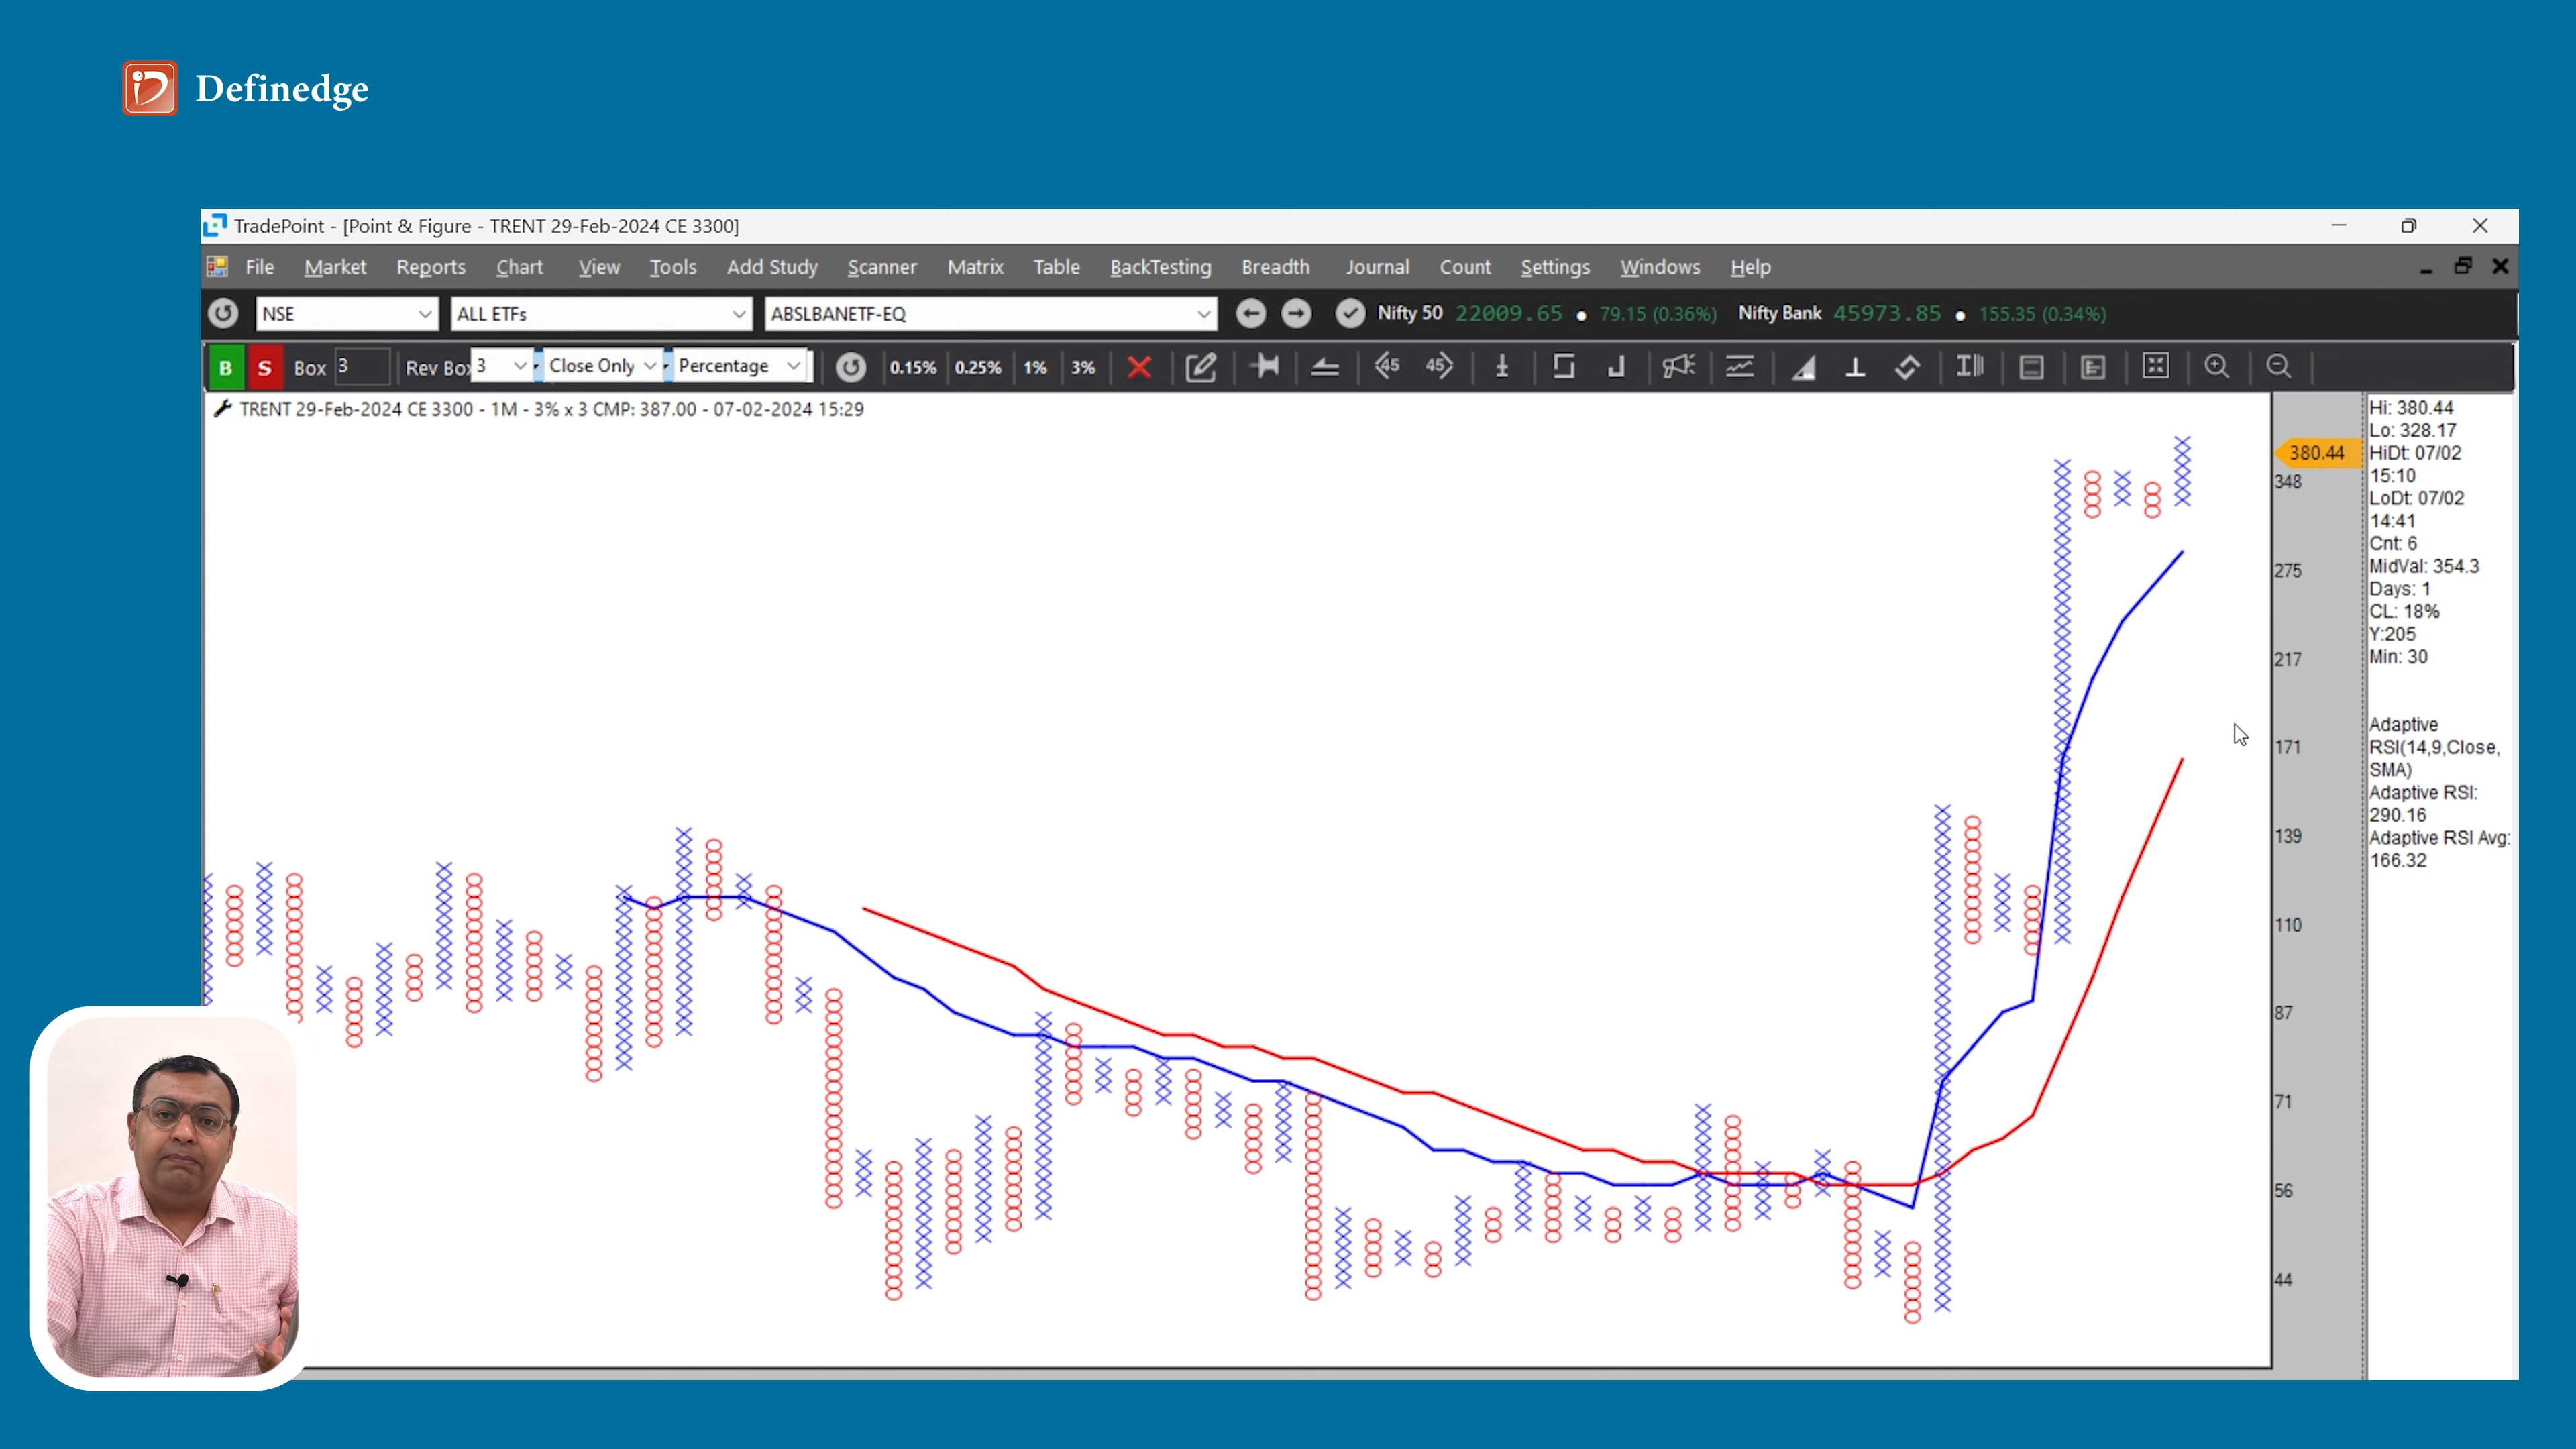 Definedge
TradePoint - [Point & Figure - TRENT 29-Feb-2024 CE 3300]
File Market Reports Chart View Tools Add Study Scanner Matrix Table BackTesting Breadth Journal Count Settings Windows Help
NSE ALL ETFs ABSLBANETF-EQ Nifty 50 22009.65 ● 79.15 (0.36%) Nifty Bank 45973.85 ● 155.35 (0.34%)
B S Box 3 Rev Box 3 Close Only Percentage 0.15% 0.25% 1% 3% 45 45
TRENT 29-Feb-2024 CE 3300 - 1M - 3% x 3 CMP: 387.00 - 07-02-2024 15:29
380.44
348
275
217
171
139
110
87
71
56
44
Hi: 380.44
Lo: 328.17
HiDt: 07/02
15:10
LoDt: 07/02
14:41
Cnt: 6
MidVal: 354.3
Days: 1
CL: 18%
Y:205
Min: 30
Adaptive
RSI(14,9,Close,
SMA)
Adaptive RSI:
290.16
Adaptive RSI Avg:
166.32